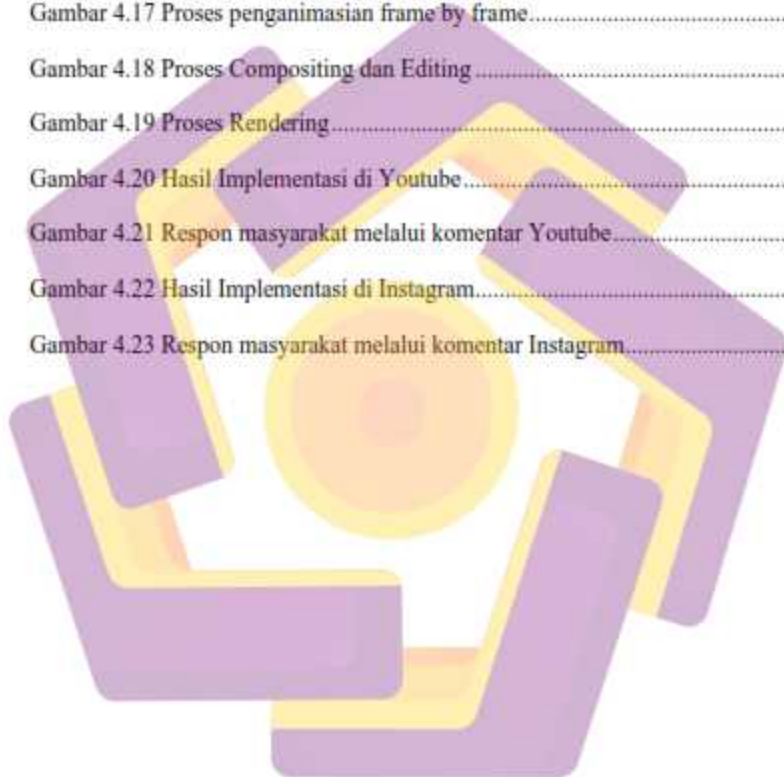 Gambar 4.17 Proses penganimasian frame by frame....................................................
Gambar 4.18 Proses Compositing dan Editing................................................................
Gambar 4.19 Proses Rendering.............................................................................................
Gambar 4.20 Hasil Implementasi di Youtube.................................................................
Gambar 4.21 Respon masyarakat melalui komentar Youtube...................................
Gambar 4.22 Hasil Implementasi di Instagram...............................................................
Gambar 4.23 Respon masyarakat melalui komentar Instagram................................